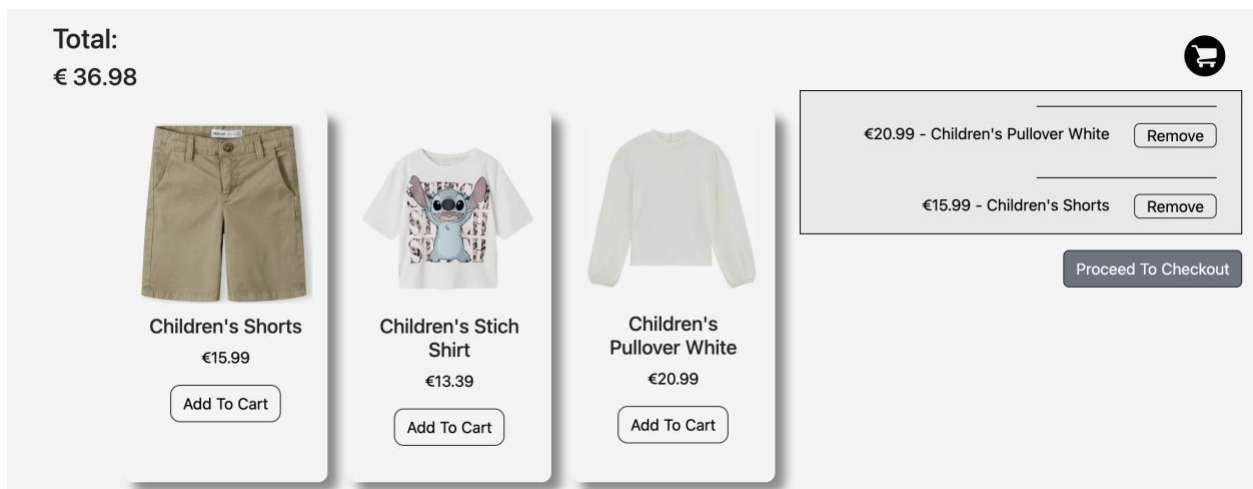 Total:
€ 36.98
€20.99 - Children's Pullover White
Remove
€15.99 - Children's Shorts
Remove
Proceed To Checkout
Children's Shorts
€15.99
Add To Cart
Children's Stich
Shirt
€13.39
Add To Cart
Children's
Pullover White
€20.99
Add To Cart